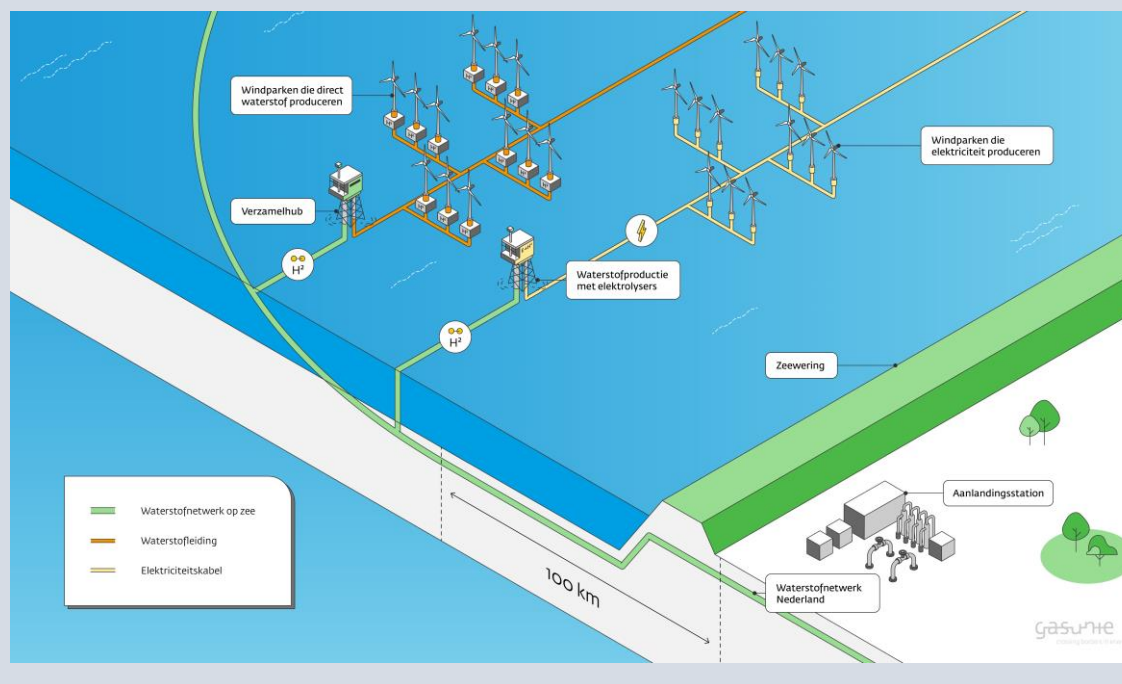 Windparken die direct
waterstof produceren
Windparken die
elektriciteit produceren
Verzamelhub
H²
Waterstofproductie
met elektrolysers
H²
Zeewering
Aanlandingsstation
Waterstofnetwerk op zee
Waterstofleiding
Elektriciteitskabel
100 km
Waterstofnetwerk
Nederland
gasunie